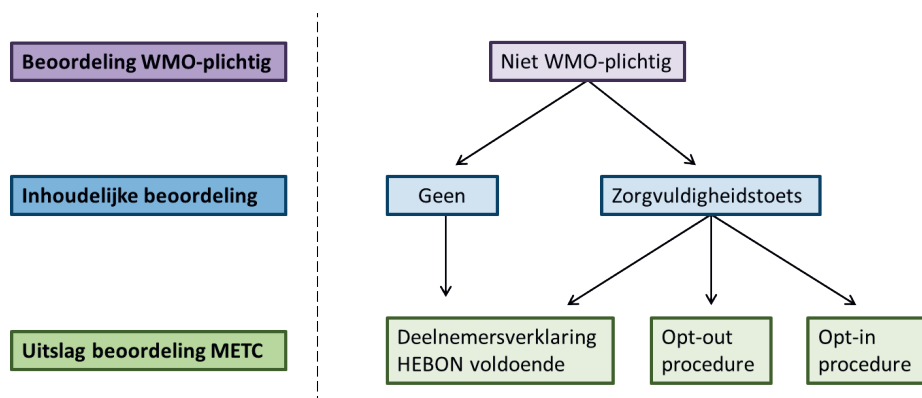 Beoordeling WMO-plichtig
Niet WMO-plichtig
Inhoudelijke beoordeling
Geen
Zorgvuldigheidstoets
Uitslag beoordeling METC
Deelnemersverklaring
HEBON voldoende
Opt-out
procedure
Opt-in
procedure